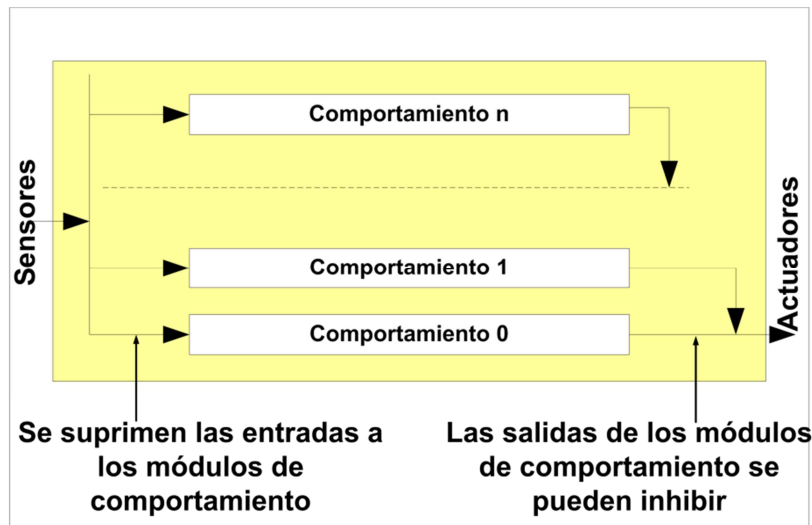 Comportamiento n
Sensores
Comportamiento 1
Comportamiento 0
Actuadores
Se suprimen las entradas a
los módulos de
comportamiento
Las salidas de los módulos
de comportamiento se
pueden inhibir